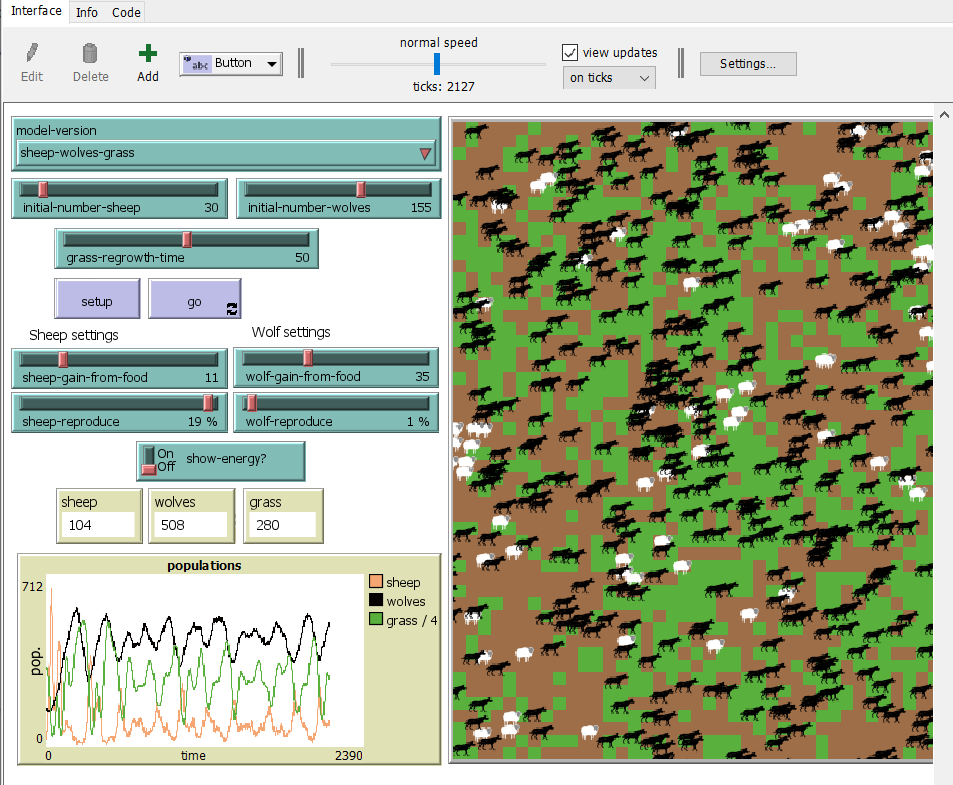 Interface Info Code
normal speed
Edit Delete Add abc Button
view updates
on ticks
Settings...
ticks: 2127
model-version
sheep-wolves-grass
initial-number-sheep 30
initial-number-wolves 155
grass-regrowth-time 50
setup go
Sheep settings Wolf settings
sheep-gain-from-food 11
wolf-gain-from-food 35
sheep-reproduce 19 %
wolf-reproduce 1 %
On
Off
show-energy?
sheep wolves grass
104 508 280
populations
712
pop.
0
0 time 2390
sheep
wolves
grass / 4